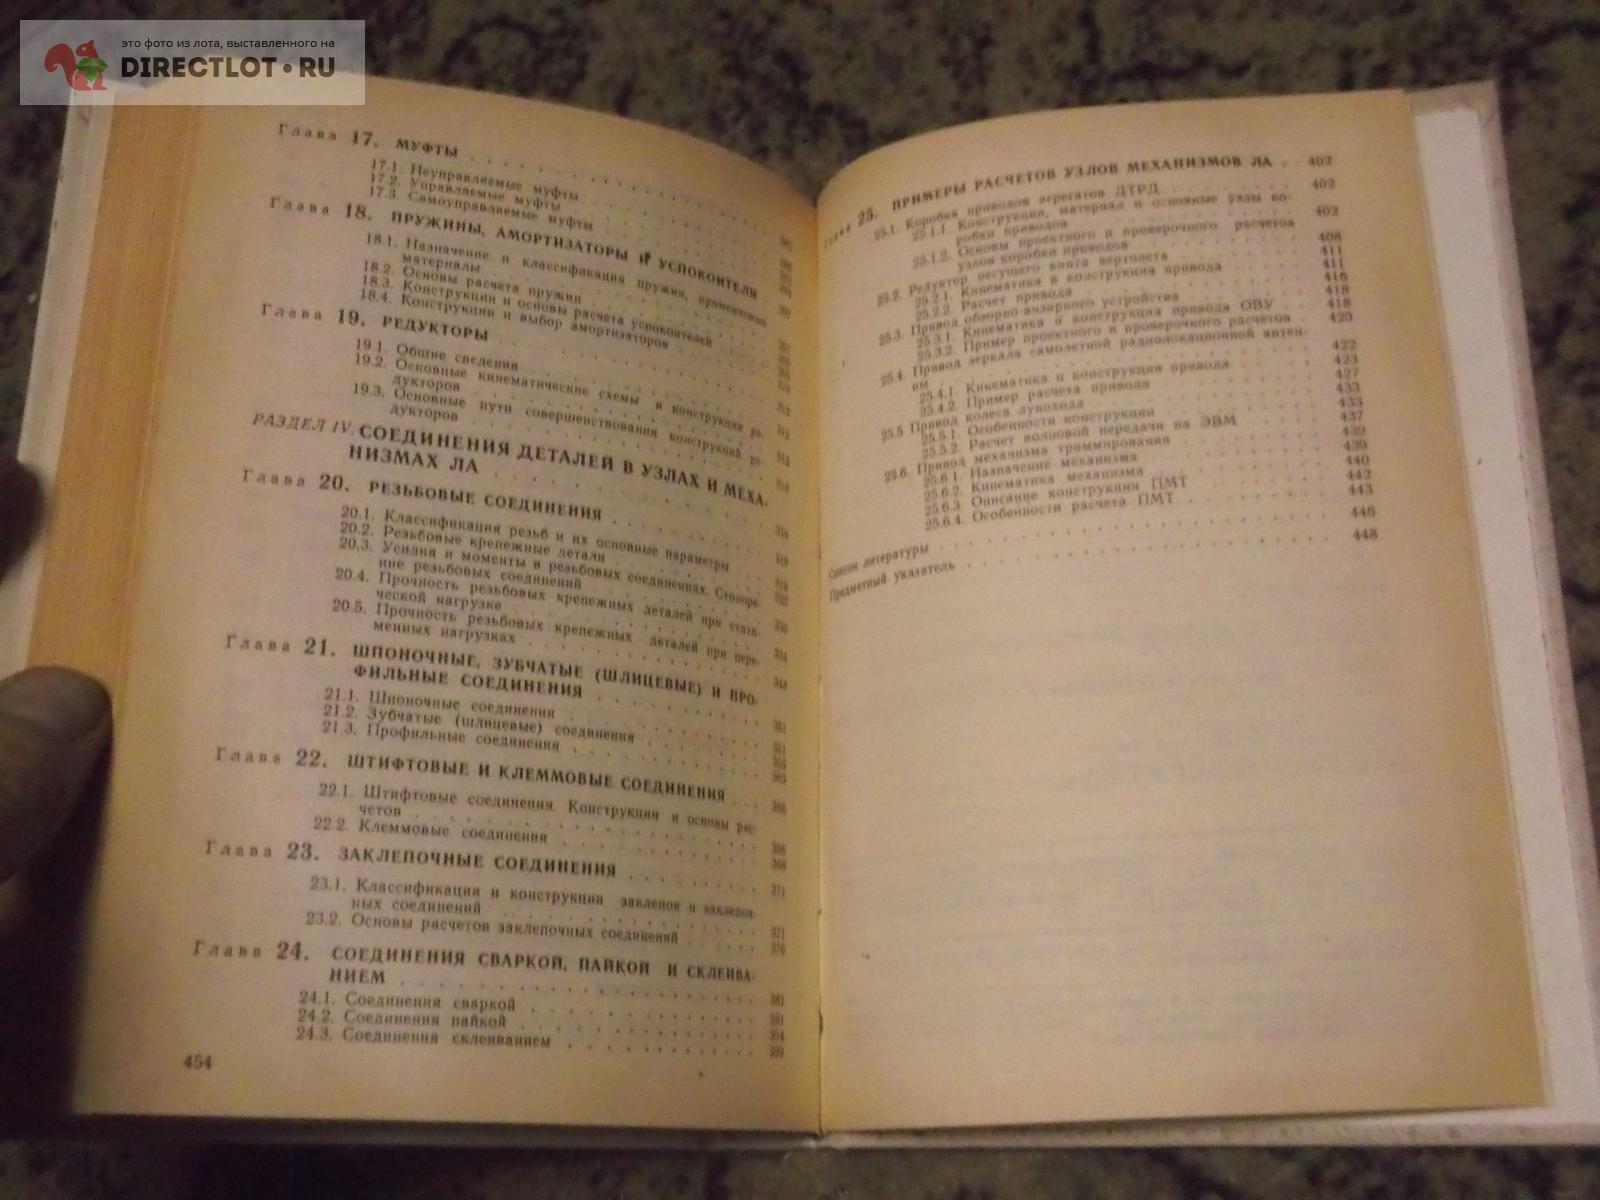 это фото из лота, выставленного на
DIRECTLOT.RU
Глава 17. МУФТЫ
17.1. Неуправляемые муфты
17.2. Управляемые муфты
17.3. Самоуправляемые муфты
Глава 18. ПРУЖИНЫ, АМОРТИЗАТОРЫ И УСПОКОИТЕЛИ
18.1. Назначение и классификация пружин, применяемые
материалы
18.2. Основы расчета пружин
18.3. Конструкции и основы расчета успокоителей
18.4. Конструкции и выбор амортизаторов
Глава 19. РЕДУКТОРЫ
19.1. Общие сведения
19.2. Основные кинематические схемы и конструкции ре-
дукторов
19.3. Основные пути совершенствования конструкций ре-
дукторов
РАЗДЕЛ IV. СОЕДИНЕНИЯ ДЕТАЛЕЙ В УЗЛАХ И МЕХА-
НИЗМАХ ЛА
Глава 20. РЕЗЬБОВЫЕ СОЕДИНЕНИЯ
20.1. Классификация резьб и их основные параметры
20.2. Резьбовые крепежные детали
20.3. Усилия и моменты в резьбовых соединениях. Стопоре-
ние резьбовых соединений
20.4. Прочность резьбовых крепежных деталей при стати-
ческой нагрузке
20.5. Прочность резьбовых крепежных деталей при пере-
менных нагрузках
Глава 21. ШПОНОЧНЫЕ, ЗУБЧАТЫЕ (ШЛИЦЕВЫЕ) И ПРО-
ФИЛЬНЫЕ СОЕДИНЕНИЯ
21.1. Шпоночные соединения
21.2. Зубчатые (шлицевые) соединения
21.3. Профильные соединения
Глава 22. ШТИФТОВЫЕ И КЛЕММОВЫЕ СОЕДИНЕНИЯ
22.1. Штифтовые соединения. Конструкции и основы рас-
четов
22.2. Клеммовые соединения
Глава 23. ЗАКЛЕПОЧНЫЕ СОЕДИНЕНИЯ
23.1. Классификация и конструкции заклепок и заклепоч-
ных соединений
23.2. Основы расчетов заклепочных соединений
Глава 24. СОЕДИНЕНИЯ СВАРКОЙ, ПАЙКОЙ И СКЛЕИВА-
НИЕМ
24.1. Соединения сваркой
24.2. Соединения пайкой
24.3. Соединения склеиванием
454
Глава 25. ПРИМЕРЫ РАСЧЕТОВ УЗЛОВ МЕХАНИЗМОВ ЛА 402
25.1. Коробка приводов агрегатов ДТРД 402
25.1.1. Конструкция, материал и основные узлы ко-
робки приводов 402
25.1.2. Основы проектного и проверочного расчетов
узлов коробки приводов 408
25.2. Редуктор несущего винта вертолета 411
25.2.1. Кинематика и конструкция привода 411
25.2.2. Расчет привода 416
25.3. Привод обзорно-визирного устройства 418
25.3.1. Кинематика и конструкция привода ОВУ 418
25.3.2. Пример проектного и проверочного расчетов 420
25.4. Привод зеркала самолетной радиолокационной антен-
ны 422
25.4.1. Кинематика и конструкция привода 423
25.4.2. Пример расчета привода 427
25.5 Привод колеса лунохода 433
25.5.1. Особенности конструкции 433
25.5.2. Расчет волновой передачи на ЭВМ 437
25.6. Привод механизма триммирования 439
25.6.1. Назначение механизма 439
25.6.2. Кинематика механизма 440
25.6.3. Описание конструкции ПМТ 442
25.6.4. Особенности расчета ПМТ 443
Список литературы 446
Предметный указатель 448